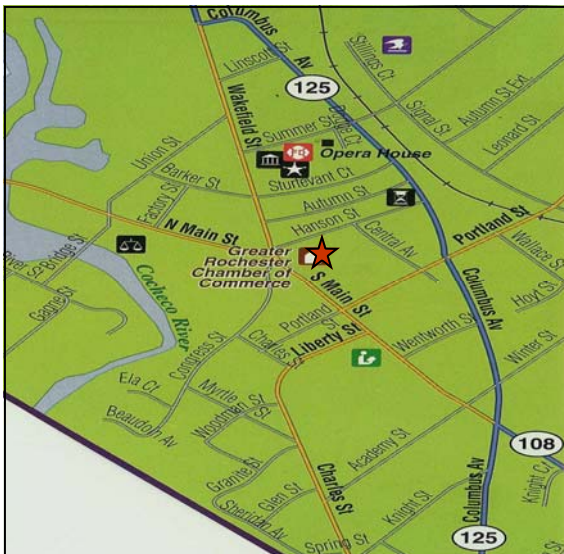 Columbus
Av
Linscott St
Stillings Ct
125
Wakefield St
Signal St
Autumn St Ext
Leonard St
Summer St
Union St
Opera House
Barker St
Sturtevant Ct
Factory St
Autumn St
Hanson St
N Main St
Portland St
Wallace St
Central Av
Bridge St
River
Greater
Rochester
Chamber of
Commerce
S Main St
Cocheco River
Gagne St
Columbus Av
Hoyt St
Portland
St
Charles St
Liberty St
Wentworth St
Winter St
Congress St
Ela Ct
Myrtle
St
Woodman St
Beaudoin Av
Academy St
108
Granite St
Charles St
Glen St
Sheridan Av
Knight St
Columbus Av
Knight Cr
Spring St
125